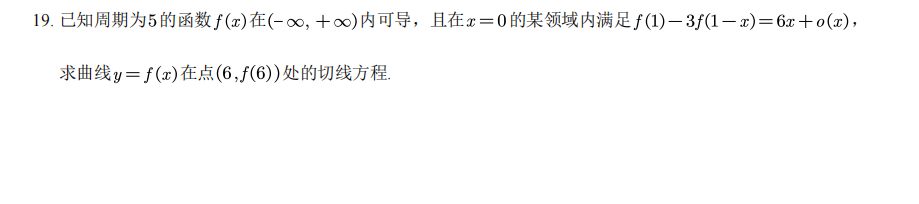 19. 已知周期为5的函数f(x)在(−∞, +∞)内可导，且在x=0的某领域内满足f(1)−3f(1−x)=6x+o(x)，
求曲线y=f(x)在点(6,f(6))处的切线方程.